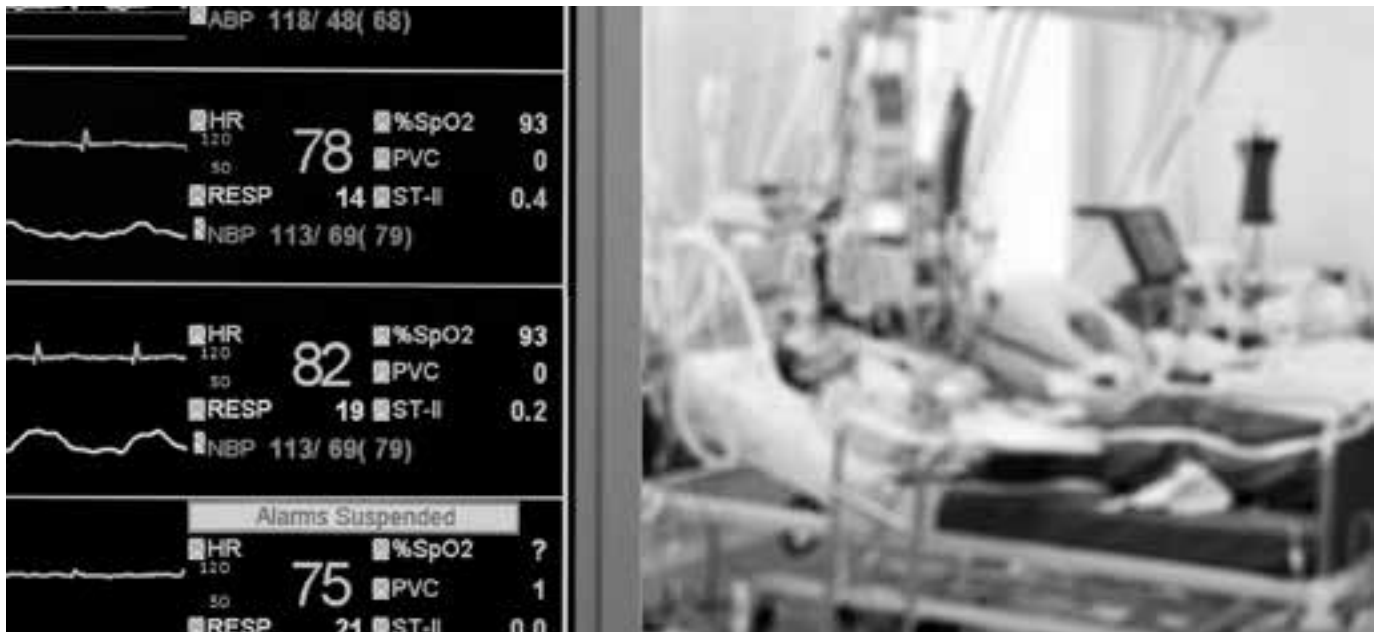 ABP 118/ 48( 68)
HR 78 %SpO2 93
120
50 PVC 0
RESP 14 ST-II 0.4
NBP 113/ 69( 79)
HR 82 %SpO2 93
120
50 PVC 0
RESP 19 ST-II 0.2
NBP 113/ 69( 79)
Alarms Suspended
HR 75 %SpO2 ?
120
50 PVC 1
RESP 21 ST-II 0.0